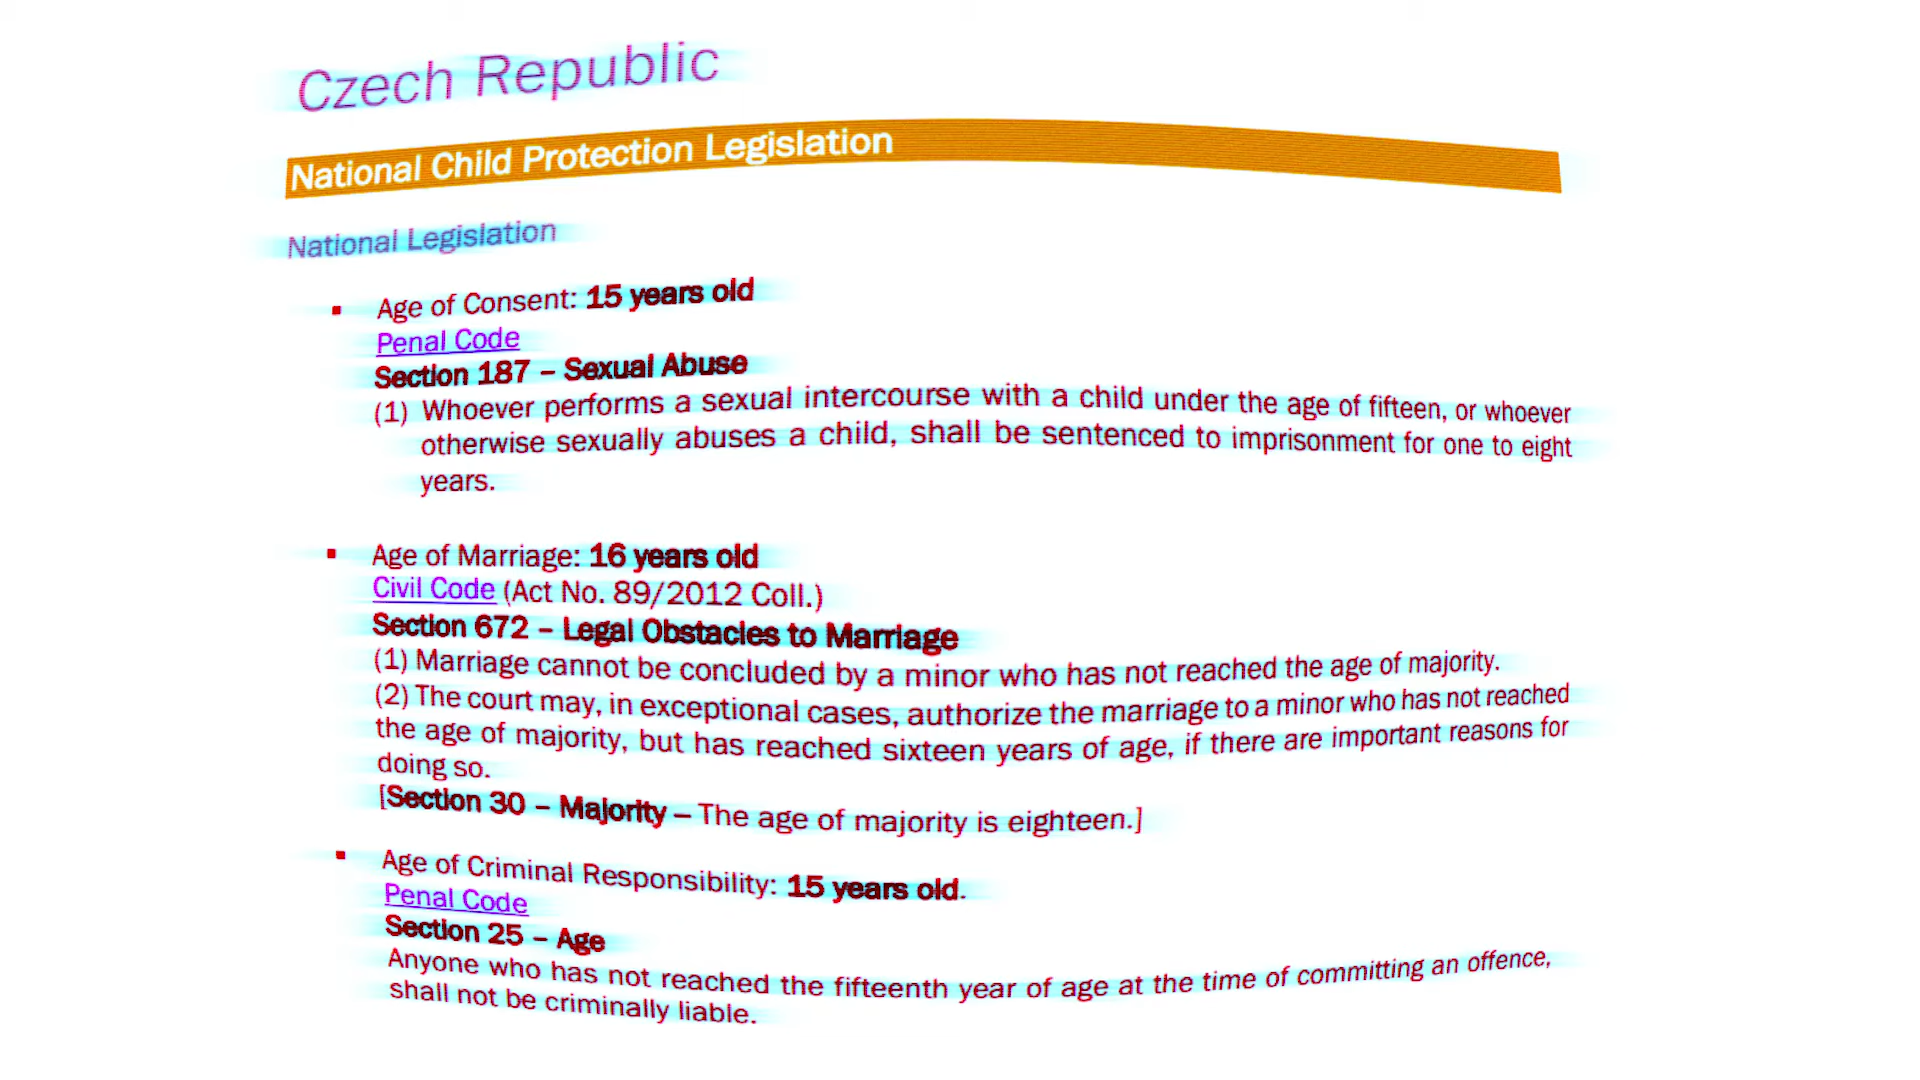 Czech Republic
National Child Protection Legislation
National Legislation
▪ Age of Consent: 15 years old
Penal Code
Section 187 – Sexual Abuse
(1) Whoever performs a sexual intercourse with a child under the age of fifteen, or whoever
otherwise sexually abuses a child, shall be sentenced to imprisonment for one to eight
years.
▪ Age of Marriage: 16 years old
Civil Code (Act No. 89/2012 Coll.)
Section 672 – Legal Obstacles to Marriage
(1) Marriage cannot be concluded by a minor who has not reached the age of majority.
(2) The court may, in exceptional cases, authorize the marriage to a minor who has not reached
the age of majority, but has reached sixteen years of age, if there are important reasons for
doing so.
[Section 30 – Majority – The age of majority is eighteen.]
▪ Age of Criminal Responsibility: 15 years old.
Penal Code
Section 25 – Age
Anyone who has not reached the fifteenth year of age at the time of committing an offence,
shall not be criminally liable.